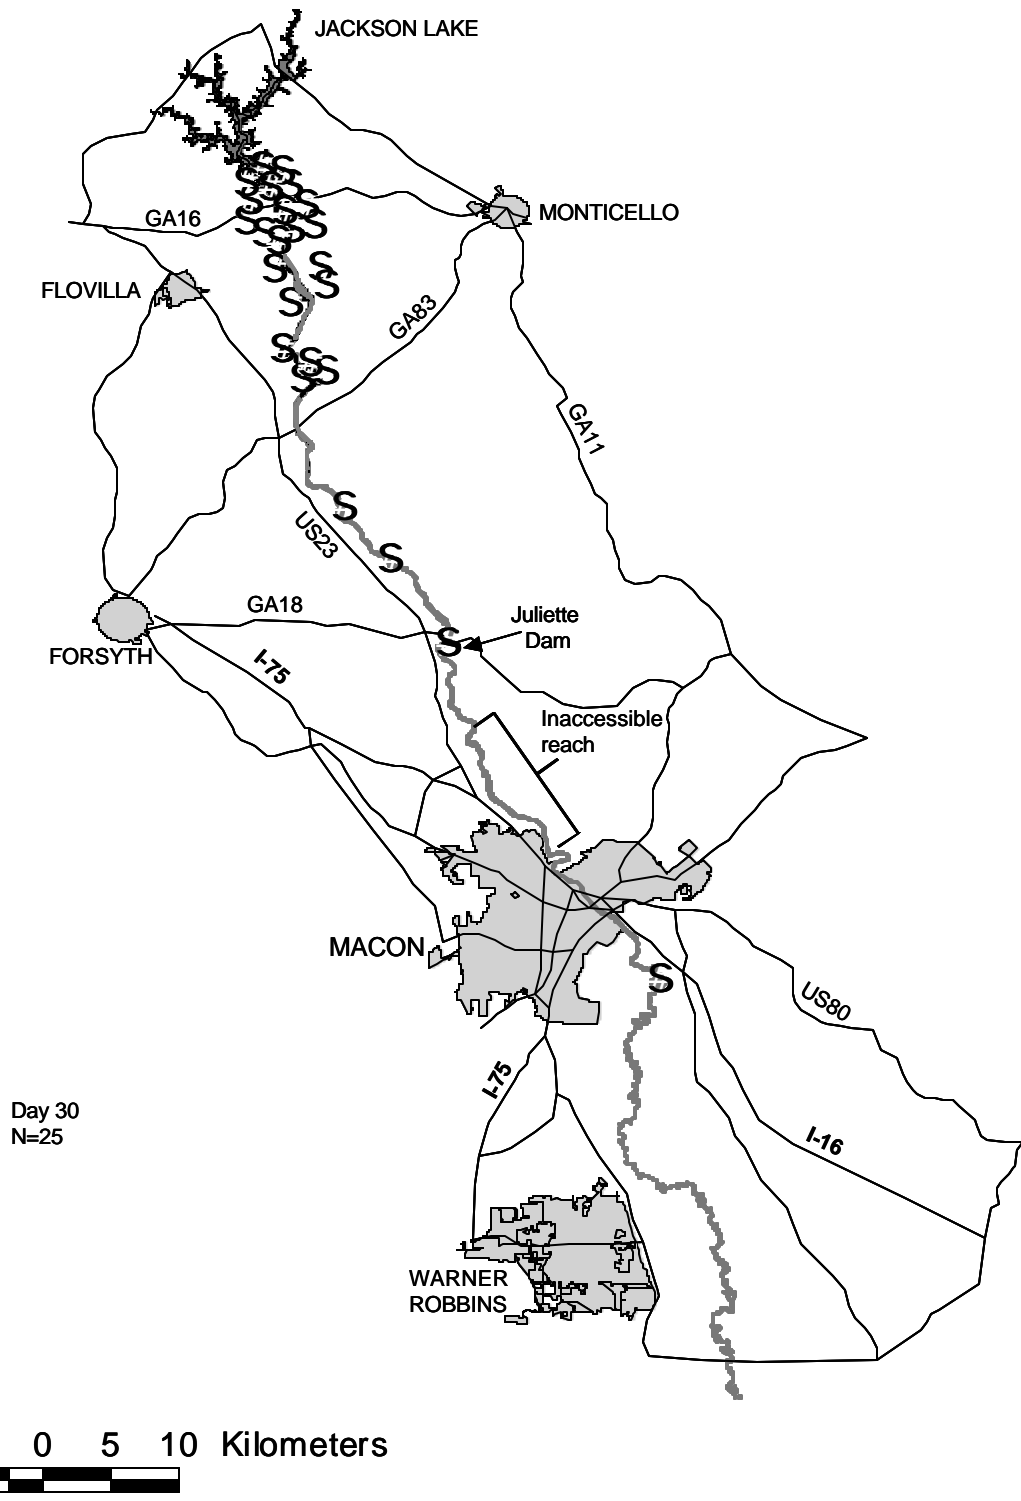 JACKSON LAKE
S
S
S
S
S
S
S
S
S
S
S
S
S
S
GA16
MONTICELLO
S
S
S
S
FLOVILLA
GA83
S
S
S
S
GA11
S
US23
S
GA18
Juliette
Dam
S
FORSYTH
I-75
Inaccessible
reach
MACON
S
US80
I-75
Day 30
N=25
I-16
WARNER
ROBBINS
0 5 10 Kilometers